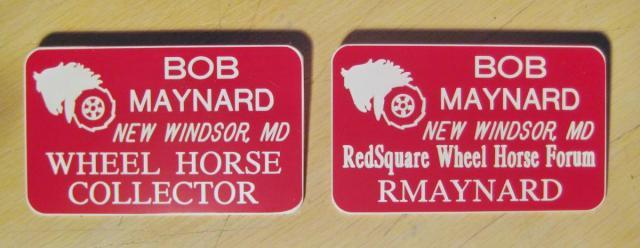 BOB
MAYNARD
NEW WINDSOR, MD
WHEEL HORSE
COLLECTOR
BOB
MAYNARD
NEW WINDSOR, MD
RedSquare Wheel Horse Forum
RMAYNARD